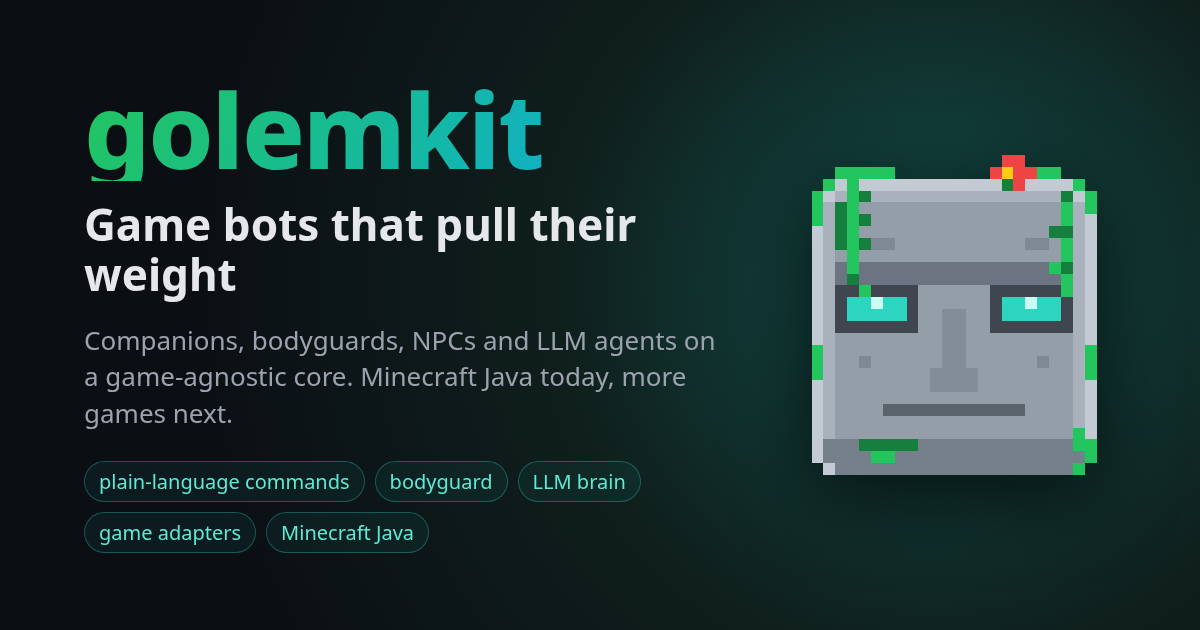 golemkit
Game bots that pull their
weight
Companions, bodyguards, NPCs and LLM agents on
a game-agnostic core. Minecraft Java today, more
games next.
plain-language commands
bodyguard
LLM brain
game adapters
Minecraft Java